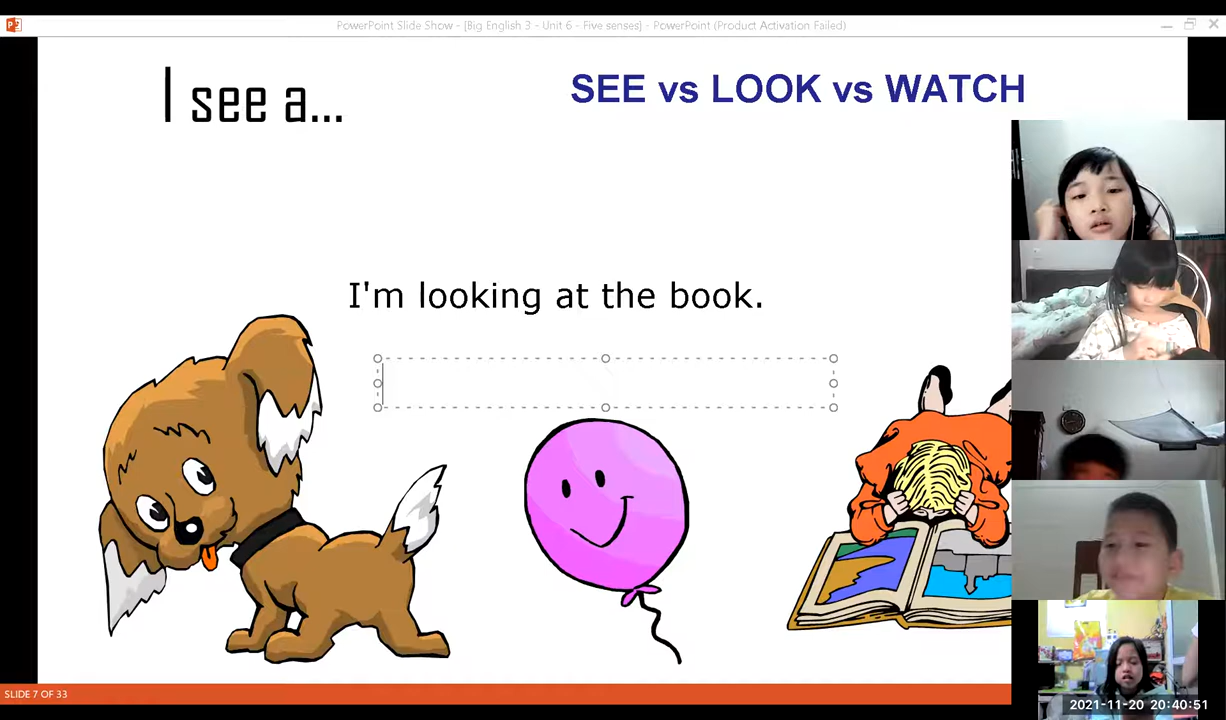 PowerPoint Slide Show - [Big English 3 - Unit 6 - Five senses] - PowerPoint (Product Activation Failed)
I see a...
SEE vs LOOK vs WATCH
I'm looking at the book.
SLIDE 7 OF 33
2021-11-20 20:40:51